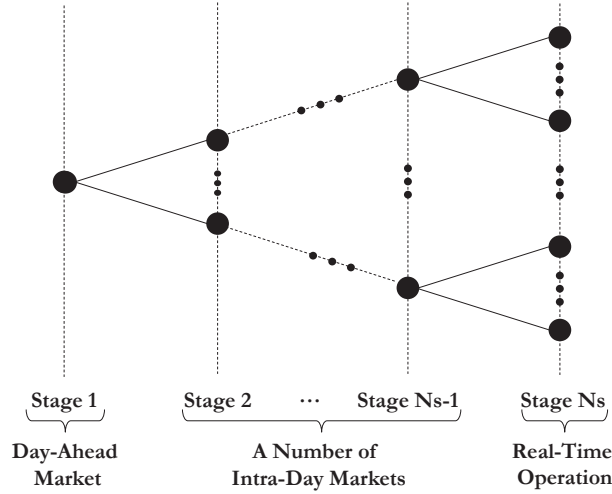 Stage 1 Stage 2 ... Stage Ns-1 Stage Ns
Day-Ahead
Market
A Number of
Intra-Day Markets
Real-Time
Operation